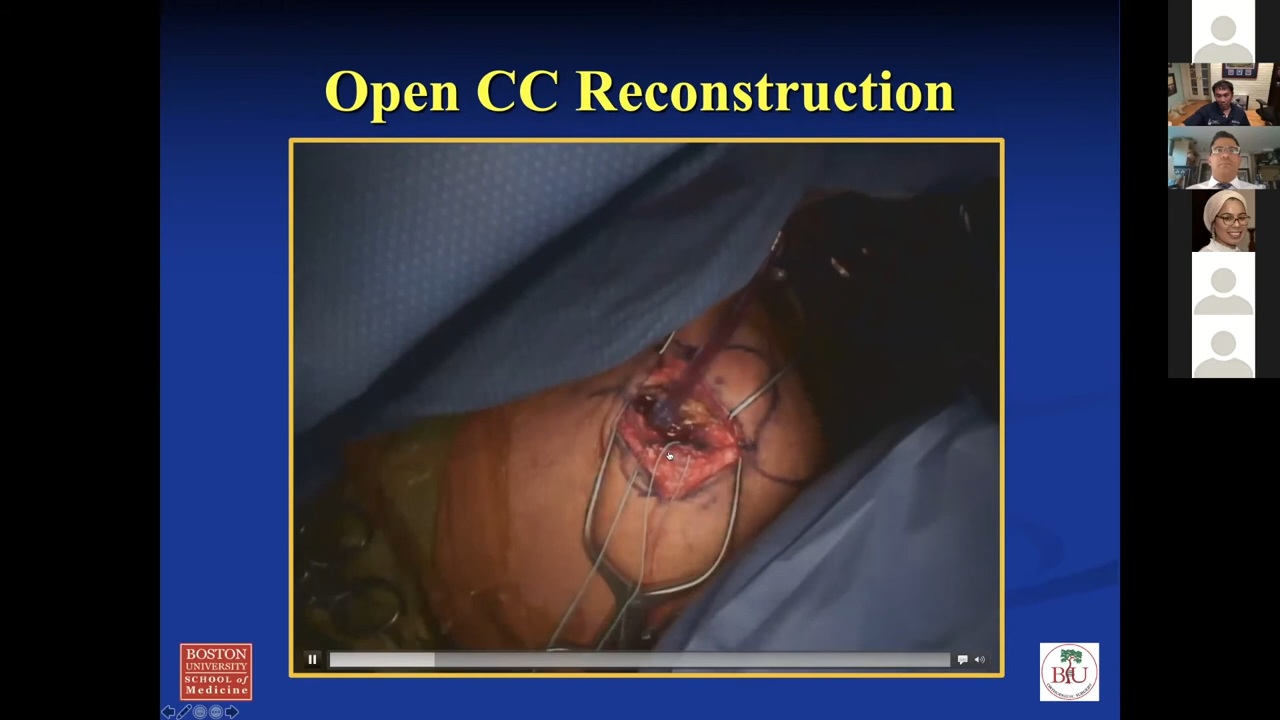 Open CC Reconstruction
BOSTON
UNIVERSITY
SCHOOL of
Medicine
BU